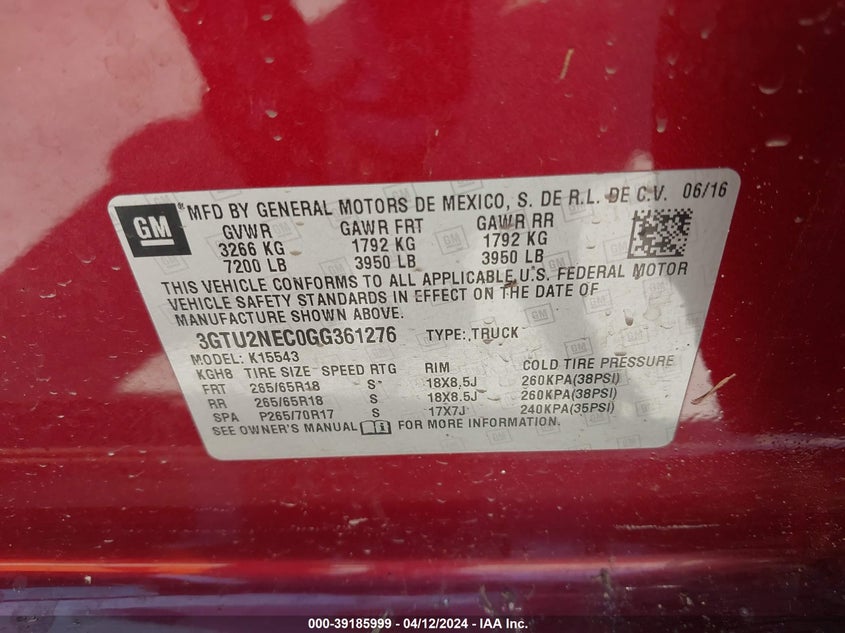 GM ®MFD BY GENERAL MOTORS DE MEXICO, S. DE R.L. DE C.V. 06/16
GVWR GAWR FRT GAWR RR
3266 KG 1792 KG 1792 KG
7200 LB 3950 LB 3950 LB
THIS VEHICLE CONFORMS TO ALL APPLICABLE U.S. FEDERAL MOTOR
VEHICLE SAFETY STANDARDS IN EFFECT ON THE DATE OF
MANUFACTURE SHOWN ABOVE.
3GTU2NEC0GG361276 TYPE: TRUCK
MODEL: K15543
KGH8 TIRE SIZE SPEED RTG RIM COLD TIRE PRESSURE
FRT 265/65R18 S 18X8.5J 260KPA(38PSI)
RR 265/65R18 S 18X8.5J 260KPA(38PSI)
SPA P265/70R17 S 17X7J 240KPA(35PSI)
SEE OWNER'S MANUAL FOR MORE INFORMATION.
000-39185999 - 04/12/2024 - IAA Inc.